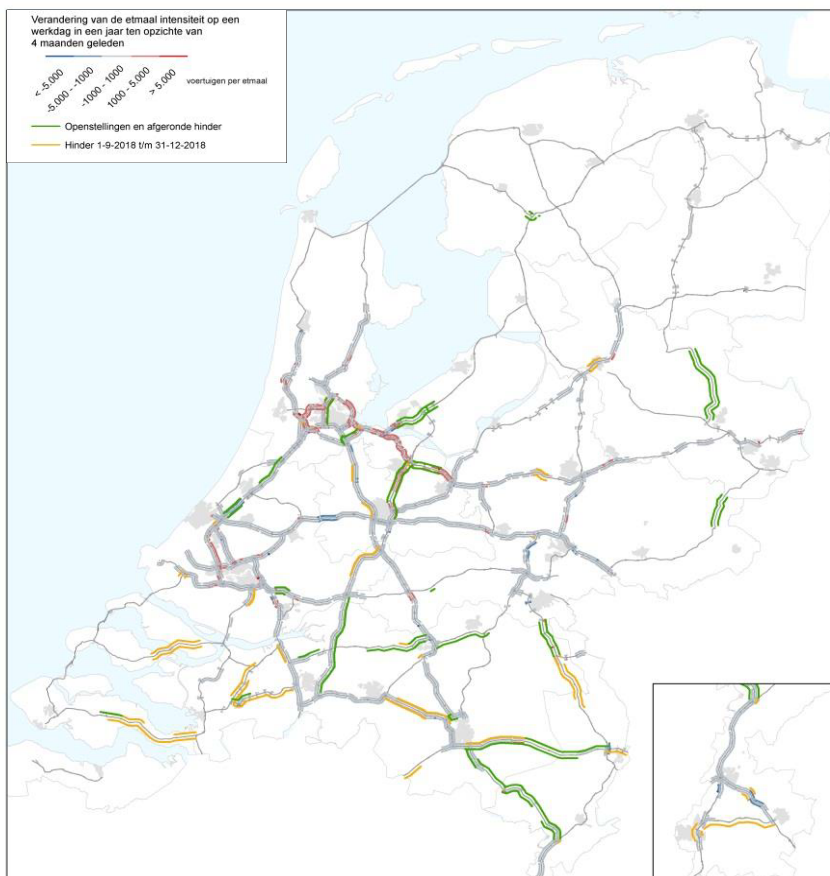 Verandering van de etmaal intensiteit op een
werkdag in een jaar ten opzichte van
4 maanden geleden
< -5.000
-5.000 - -1000
-1000 - 1000
1000 - 5.000
> 5.000
voertuigen per etmaal
Openstellingen en afgeronde hinder
Hinder 1-9-2018 t/m 31-12-2018